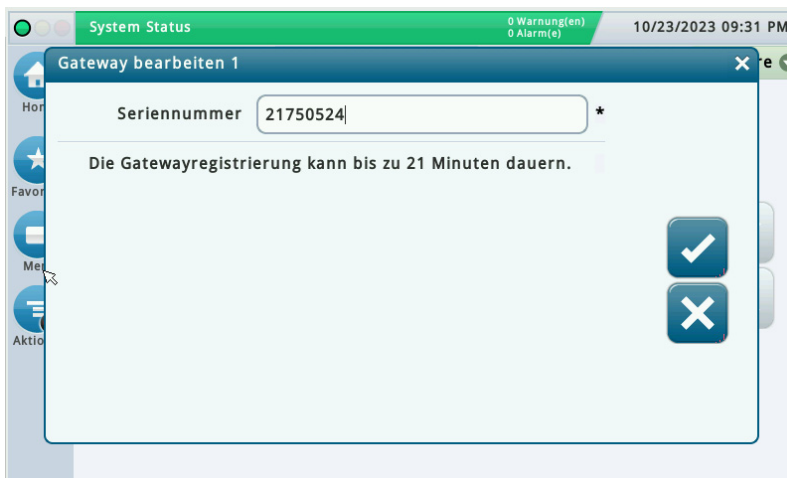 System Status
0 Warnung(en)
0 Alarm(e)
10/23/2023 09:31 PM
Gateway bearbeiten 1
Seriennummer 21750524 *
Die Gatewayregistrierung kann bis zu 21 Minuten dauern.